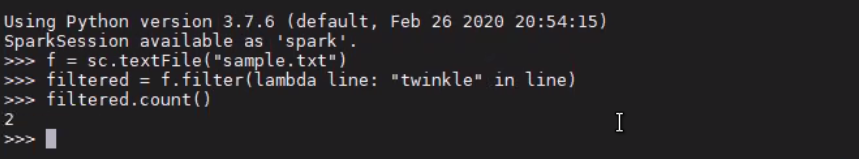 Using Python version 3.7.6 (default, Feb 26 2020 20:54:15)
SparkSession available as 'spark'.
>>> f = sc.textFile("sample.txt")
>>> filtered = f.filter(lambda line: "twinkle" in line)
>>> filtered.count()
2
>>>